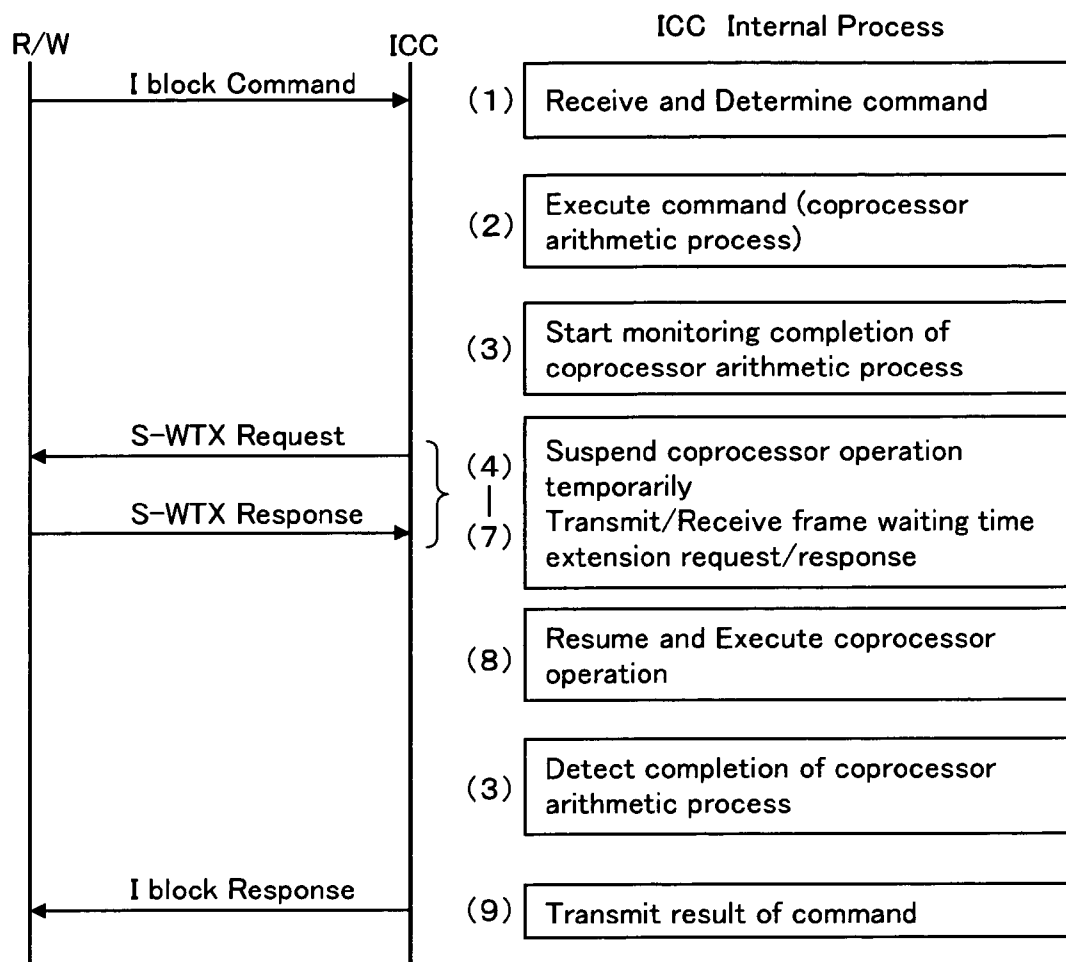 ICC Internal Process
R/W
ICC
I block Command
(1)
Receive and Determine command
(2)
Execute command (coprocessor
arithmetic process)
(3)
Start monitoring completion of
coprocessor arithmetic process
S-WTX Request
S-WTX Response
(4)
|
(7)
Suspend coprocessor operation
temporarily
Transmit/Receive frame waiting time
extension request/response
(8)
Resume and Execute coprocessor
operation
(3)
Detect completion of coprocessor
arithmetic process
I block Response
(9)
Transmit result of command